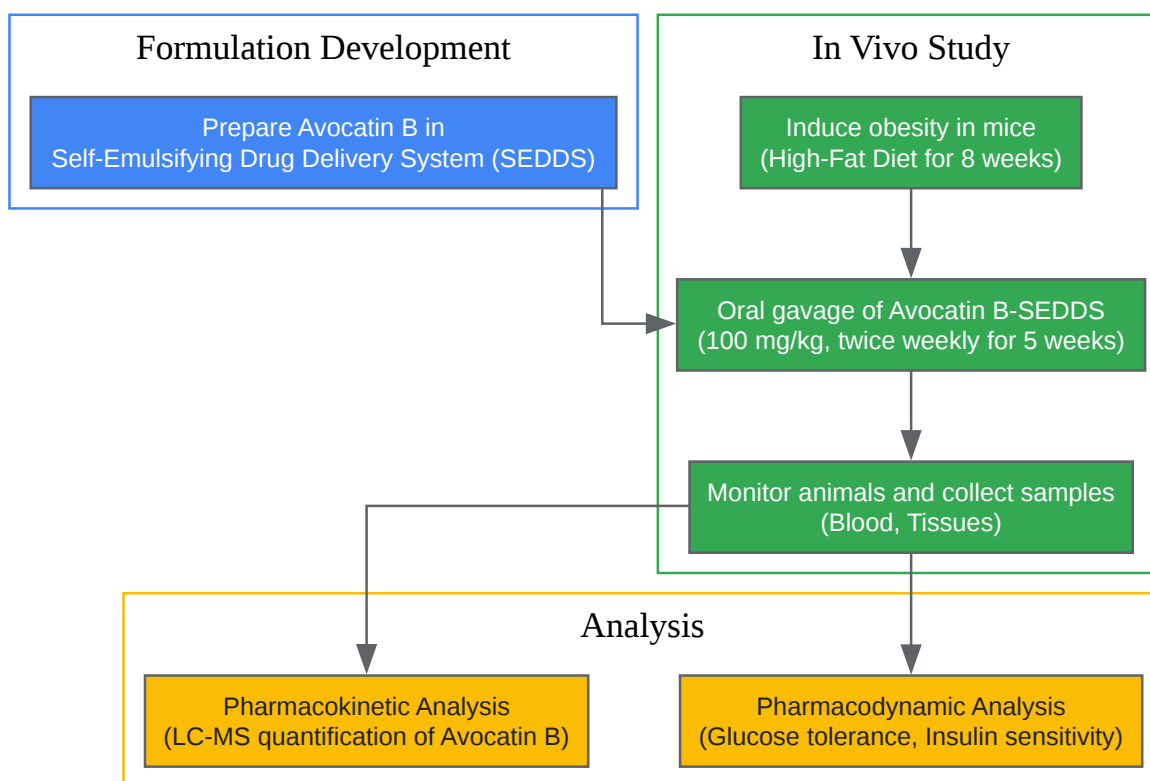 Formulation Development
Prepare Avocatin B in
Self-Emulsifying Drug Delivery System (SEDDS)
In Vivo Study
Induce obesity in mice
(High-Fat Diet for 8 weeks)
Oral gavage of Avocatin B-SEDDS
(100 mg/kg, twice weekly for 5 weeks)
Monitor animals and collect samples
(Blood, Tissues)
Analysis
Pharmacokinetic Analysis
(LC-MS quantification of Avocatin B)
Pharmacodynamic Analysis
(Glucose tolerance, Insulin sensitivity)